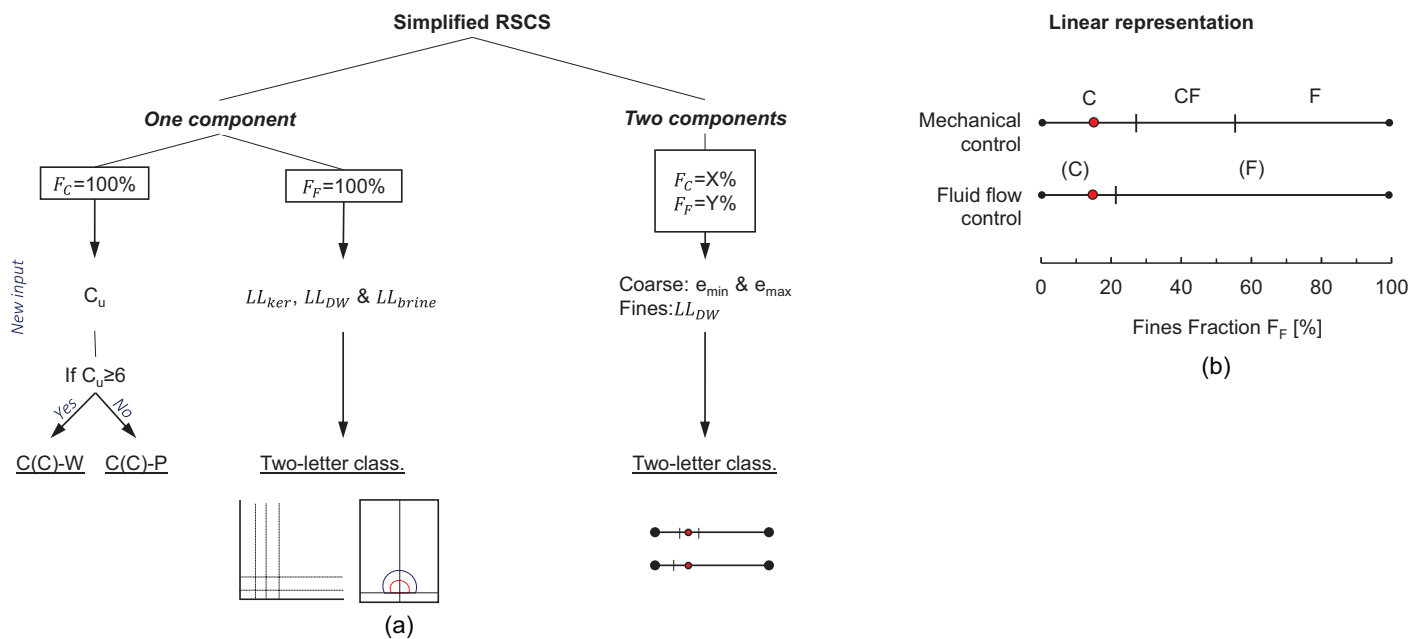 Simplified RSCS
One component
Two components
F_C=100%
F_F=100%
F_C=X%
F_F=Y%
New input
C_u
LL_ker, LL_DW & LL_brine
Coarse: e_min & e_max
Fines:LL_DW
If C_u≥6
Yes
No
C(C)-W
C(C)-P
Two-letter class.
Two-letter class.
(a)
Linear representation
C
CF
F
Mechanical
control
(C)
(F)
Fluid flow
control
0 20 40 60 80 100
Fines Fraction F_F [%]
(b)